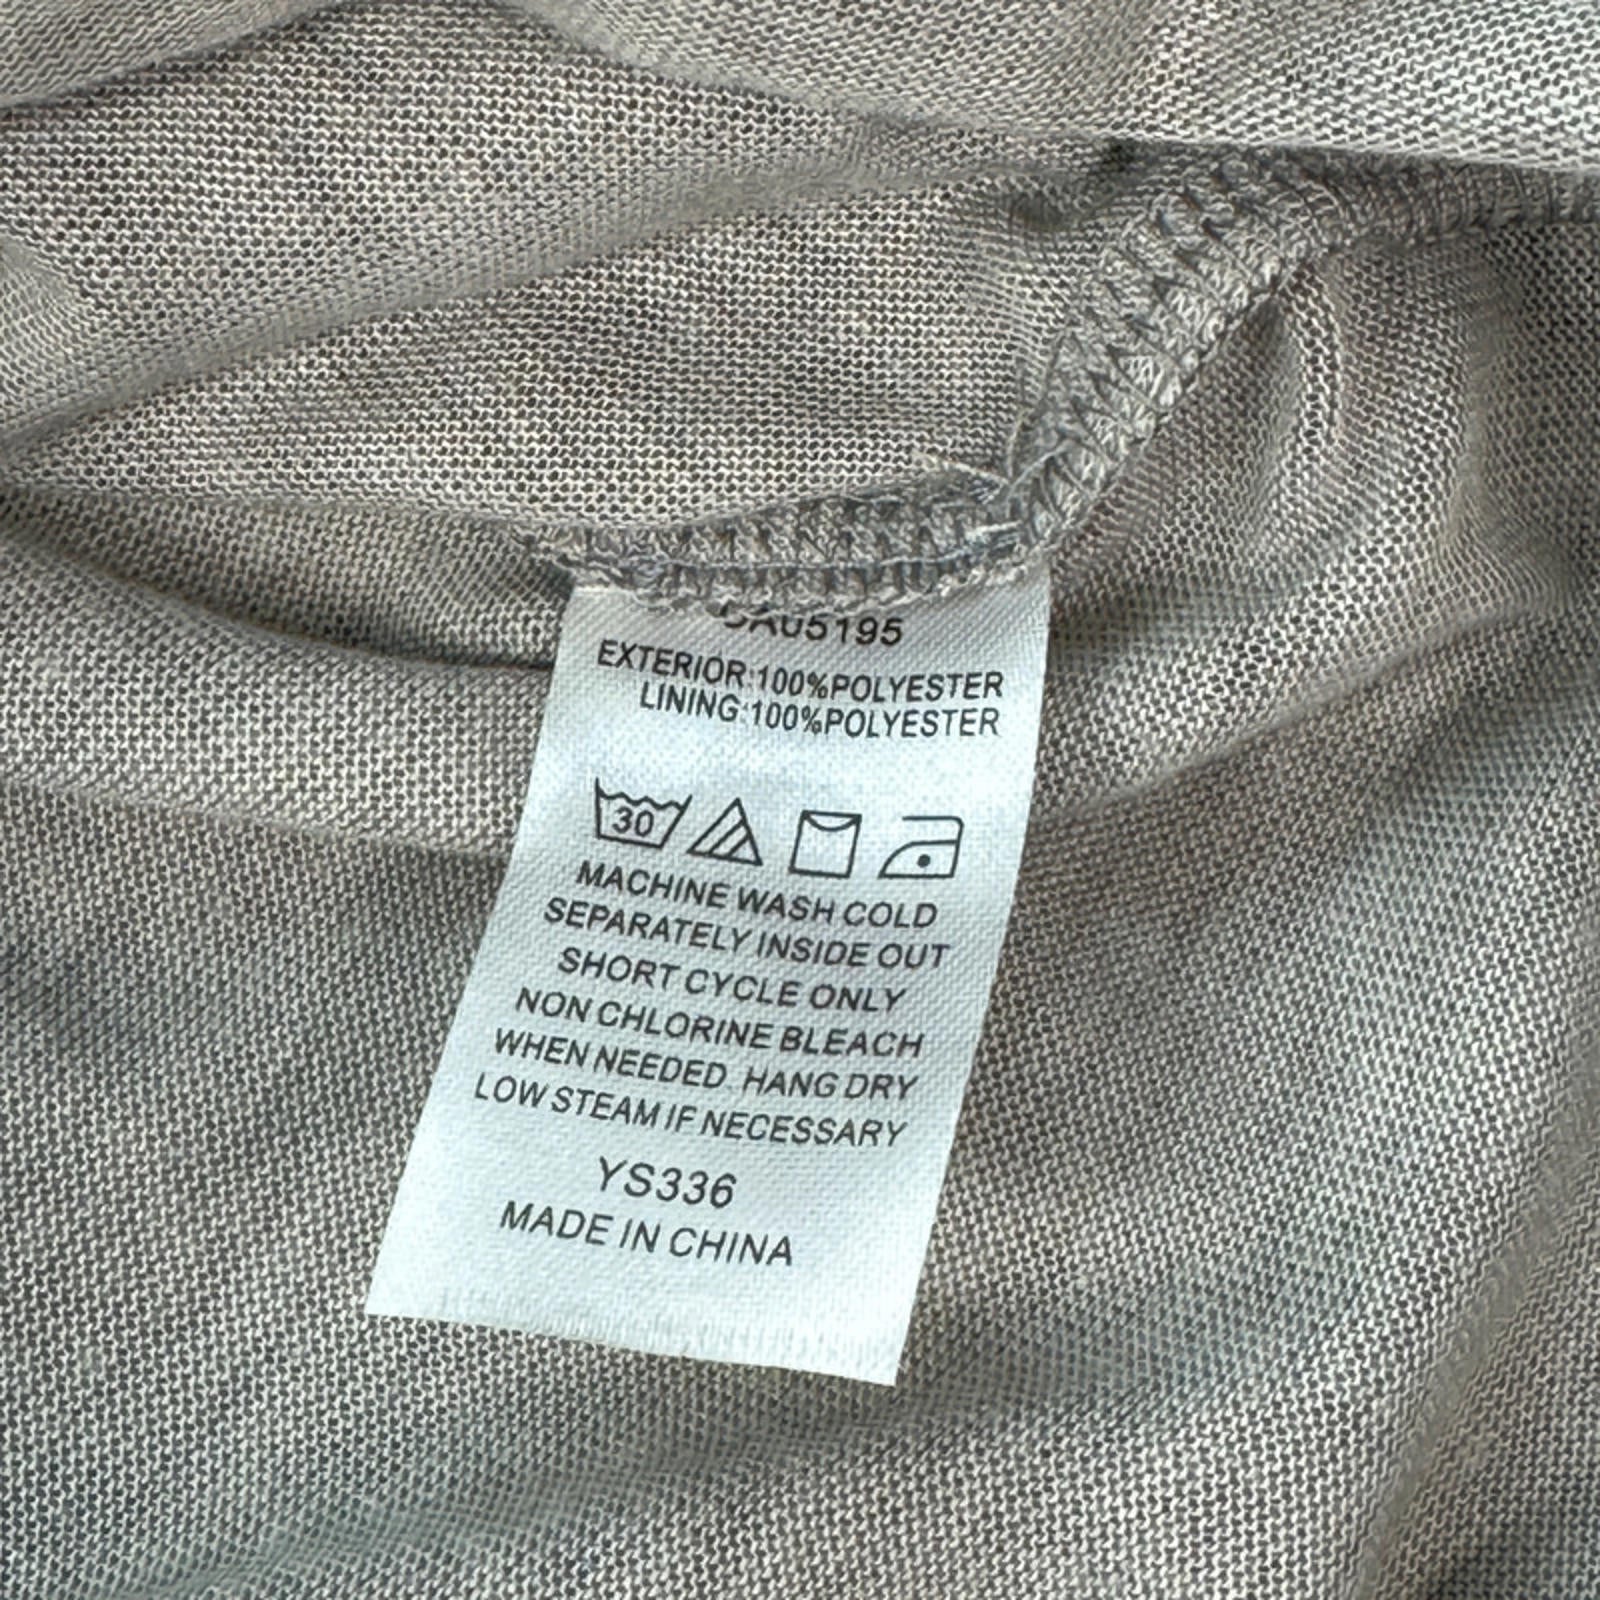 A05195
EXTERIOR:100%POLYESTER
LINING:100%POLYESTER
30
MACHINE WASH COLD
SEPARATELY INSIDE OUT
SHORT CYCLE ONLY
NON CHLORINE BLEACH
WHEN NEEDED. HANG DRY
LOW STEAM IF NECESSARY
YS336
MADE IN CHINA